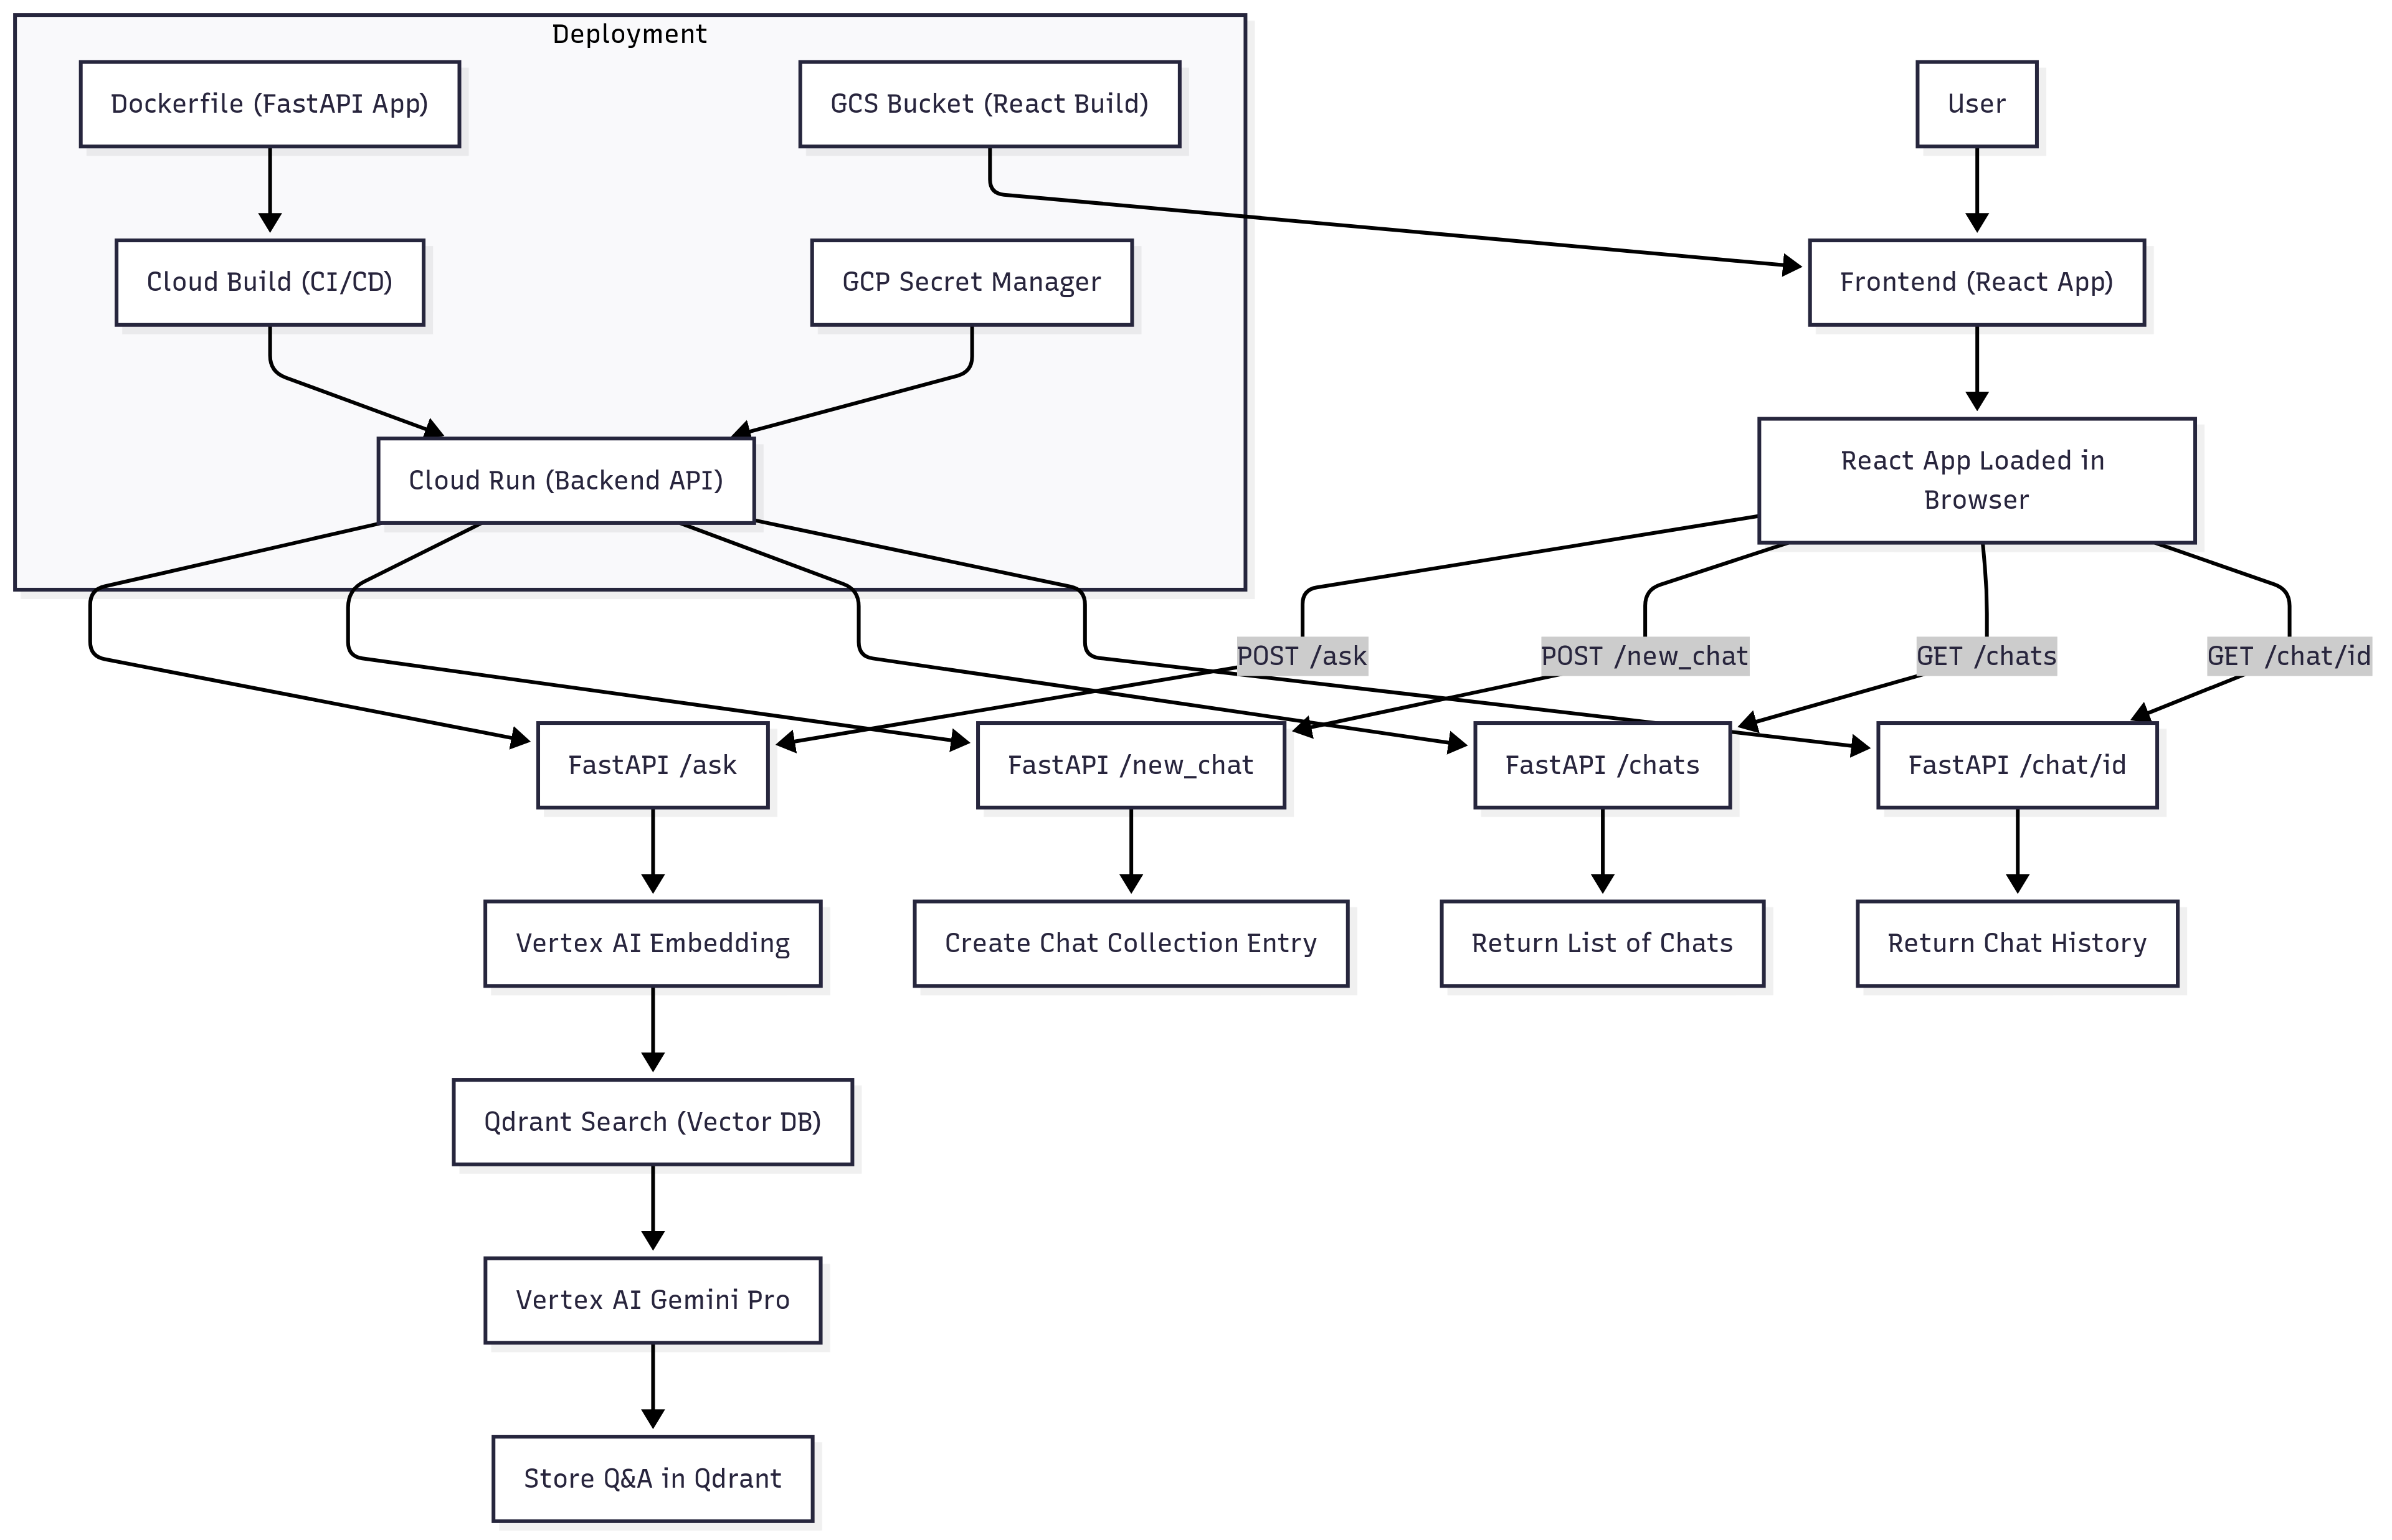 Deployment
Dockerfile (FastAPI App)
GCS Bucket (React Build)
User
Cloud Build (CI/CD)
GCP Secret Manager
Frontend (React App)
Cloud Run (Backend API)
React App Loaded in
Browser
POST /ask
POST /new_chat
GET /chats
GET /chat/id
FastAPI /ask
FastAPI /new_chat
FastAPI /chats
FastAPI /chat/id
Vertex AI Embedding
Create Chat Collection Entry
Return List of Chats
Return Chat History
Qdrant Search (Vector DB)
Vertex AI Gemini Pro
Store Q&A in Qdrant